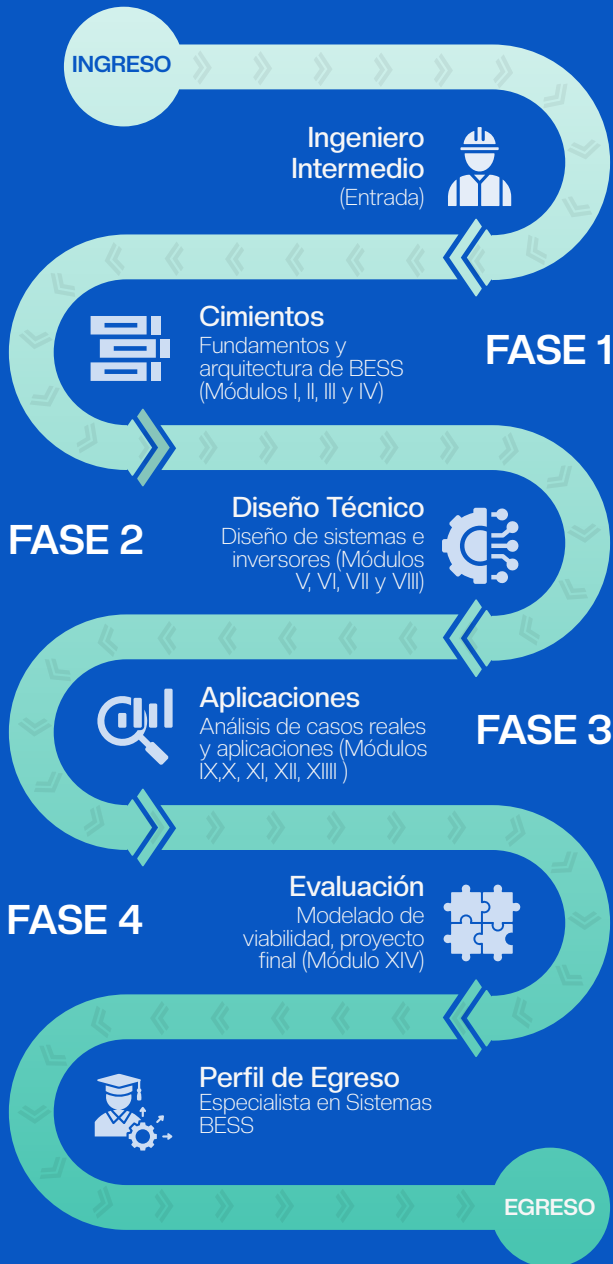 INGRESO
Ingeniero
Intermedio
(Entrada)
Cimientos
Fundamentos y
arquitectura de BESS
(Módulos I, II, III y IV)
FASE 1
FASE 2
Diseño Técnico
Diseño de sistemas e
inversores (Módulos
V, VI, VII y VIII)
Aplicaciones
Análisis de casos reales
y aplicaciones (Módulos
IX,X, XI, XII, XIIII )
FASE 3
FASE 4
Evaluación
Modelado de
viabilidad, proyecto
final (Módulo XIV)
Perfil de Egreso
Especialista en Sistemas
BESS
EGRESO